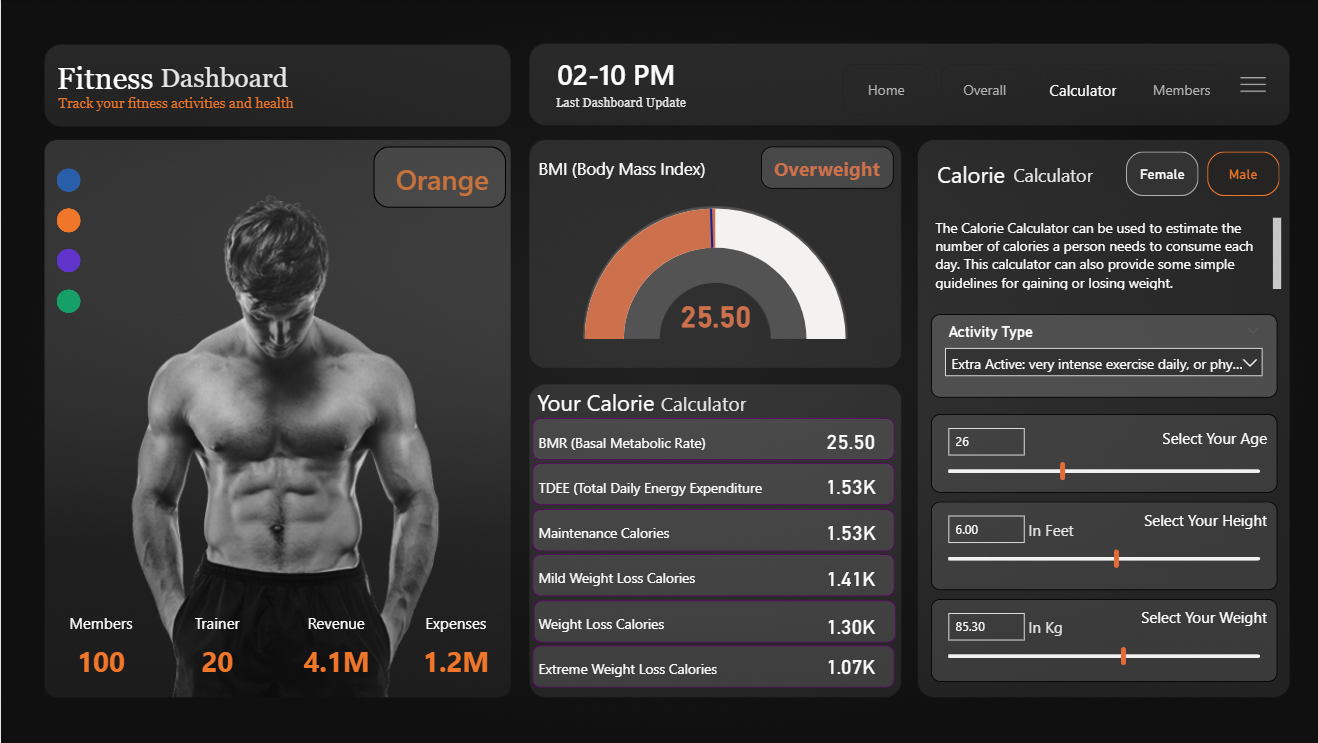 Fitness Dashboard
Track your fitness activities and health
02-10 PM
Last Dashboard Update
Home
Overall
Calculator
Members
Orange
Members
100
Trainer
20
Revenue
4.1M
Expenses
1.2M
BMI (Body Mass Index)
Overweight
25.50
Your Calorie Calculator
BMR (Basal Metabolic Rate) 25.50
TDEE (Total Daily Energy Expenditure 1.53K
Maintenance Calories 1.53K
Mild Weight Loss Calories 1.41K
Weight Loss Calories 1.30K
Extreme Weight Loss Calories 1.07K
Calorie Calculator
Female
Male
The Calorie Calculator can be used to estimate the
number of calories a person needs to consume each
day. This calculator can also provide some simple
guidelines for gaining or losing weight.
Activity Type
Extra Active: very intense exercise daily, or phy...
26
Select Your Age
6.00 In Feet
Select Your Height
85.30 In Kg
Select Your Weight